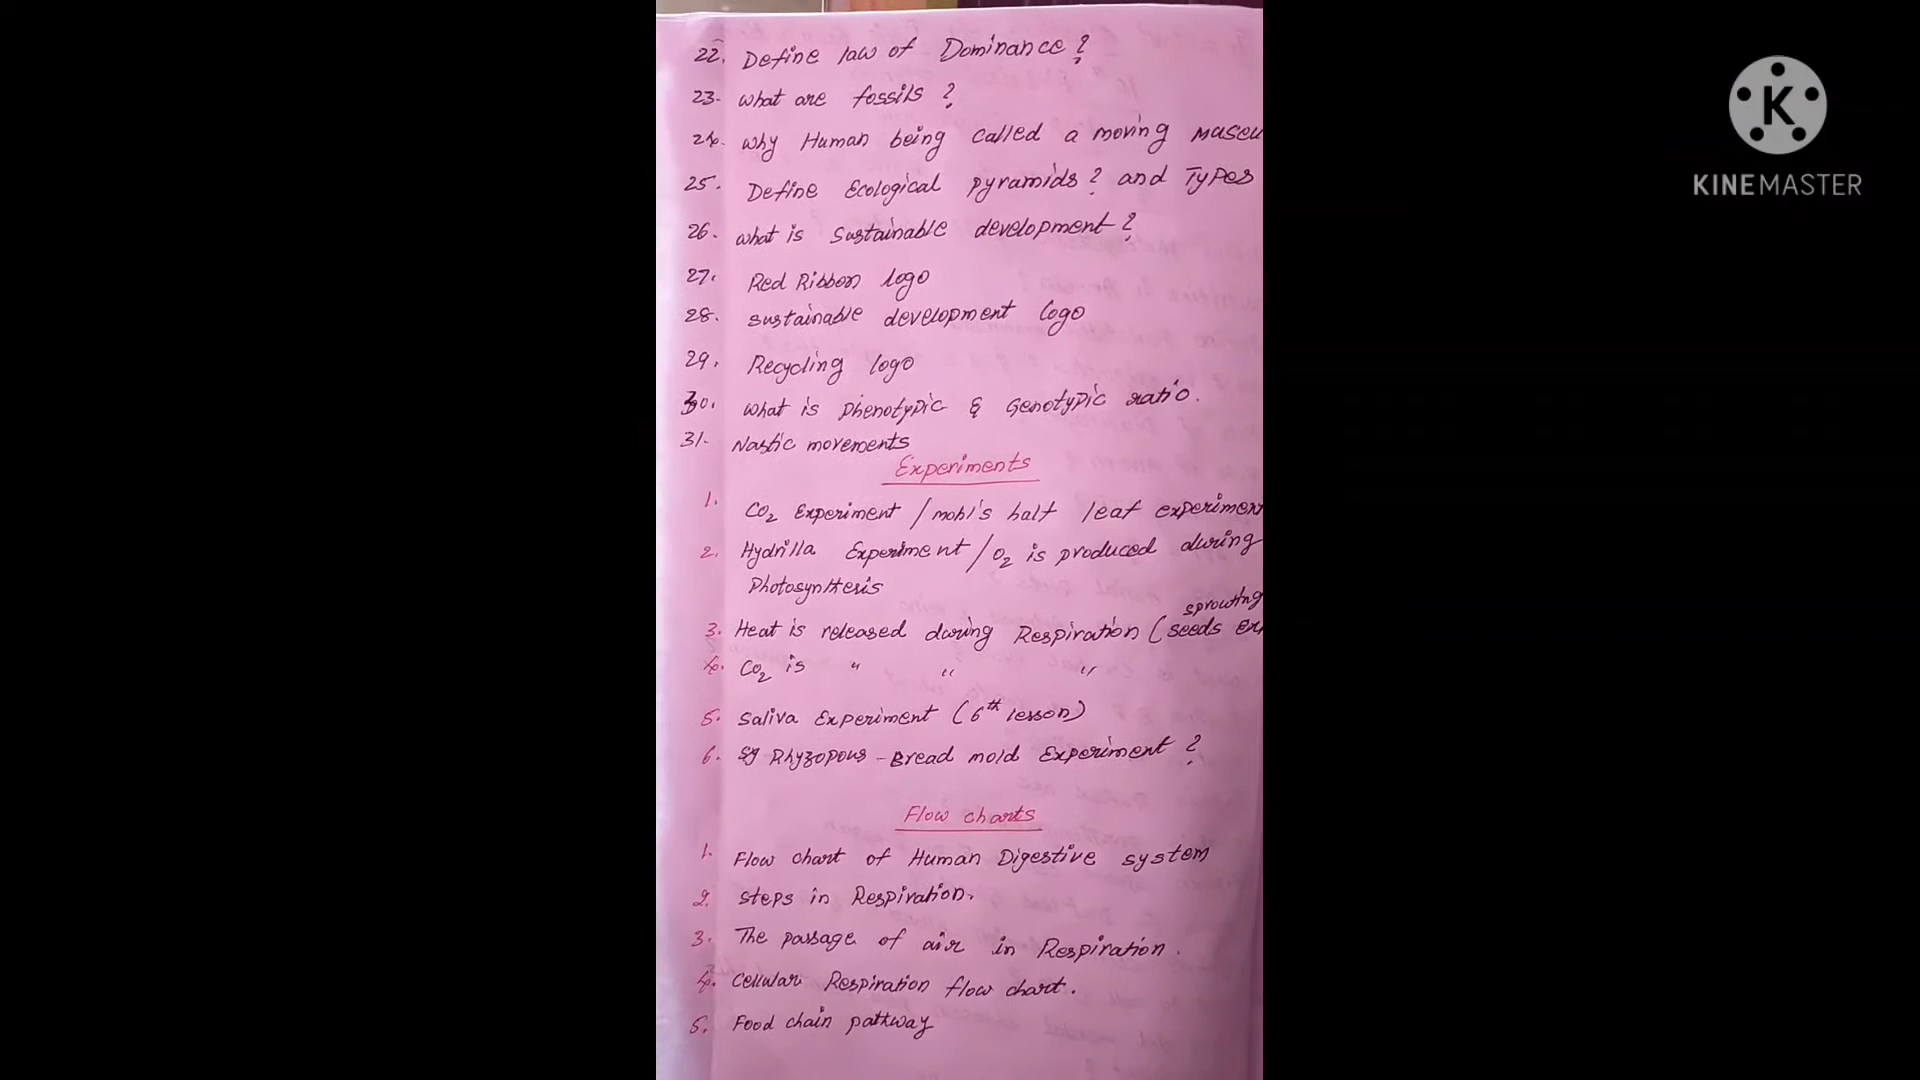 22. Define law of Dominance?
23. what are fossils?
24. why Human being called a moving maseu
25. Define Ecological pyramids? and Types
26. what is Sustainable development?
27. Red Ribbon logo
28. sustainable development logo
29. Recycling logo
30. what is phenotypic & Genotypic ratio.
31. Nastic movements
Experiments
1. CO2 Experiment / mohl's half leaf experimen
2. Hydrilla Experiment / O2 is produced during
Photosynthesis
sprouting
3. Heat is released during Respiration (seeds ex
4. CO2 is " " "
5. Saliva Experiment (6th lesson)
6. Rhyzopous - Bread mold Experiment?
Flow charts
1. Flow chart of Human Digestive system
2. steps in Respiration.
3. The passage of air in Respiration.
4. Cellular Respiration flow chart.
5. Food chain pathway
K
KINEMASTER